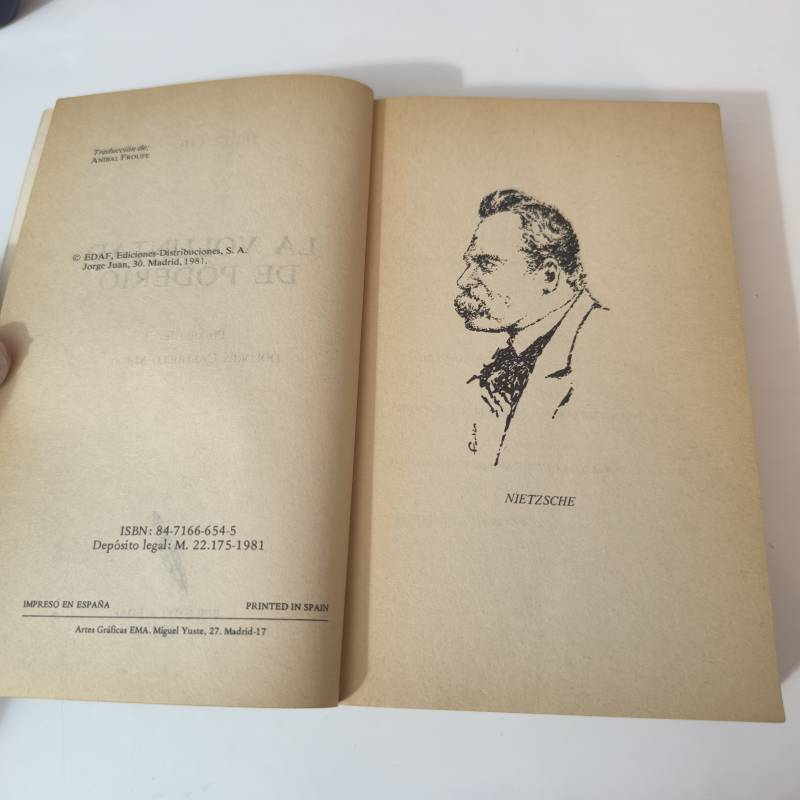 Traducción de:
ANÍBAL FROUFE
© EDAF, Ediciones-Distribuciones, S. A.
Jorge Juan, 30. Madrid, 1981.
ISBN: 84-7166-654-5
Depósito legal: M. 22.175-1981
IMPRESO EN ESPAÑA PRINTED IN SPAIN
Artes Gráficas EMA. Miguel Yuste, 27. Madrid-17
NIETZSCHE